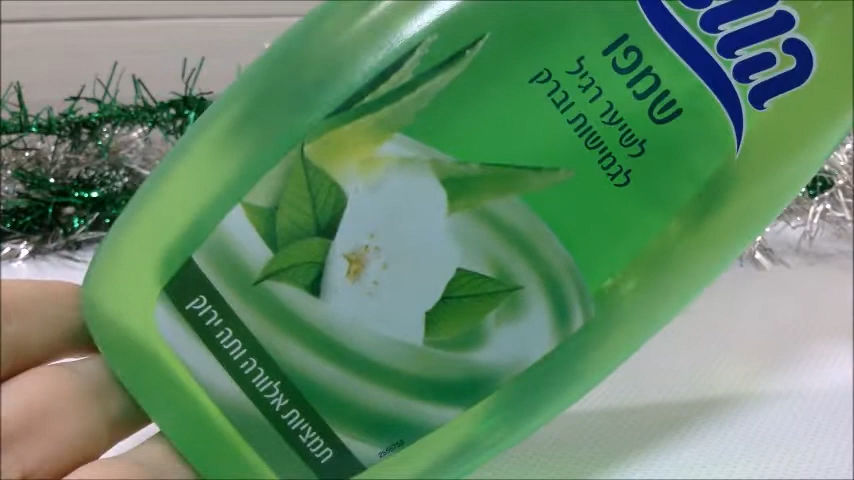 שמפו
לשיער רגיל
לגמישות וברק
תמציות אלוורה ותה ירוק